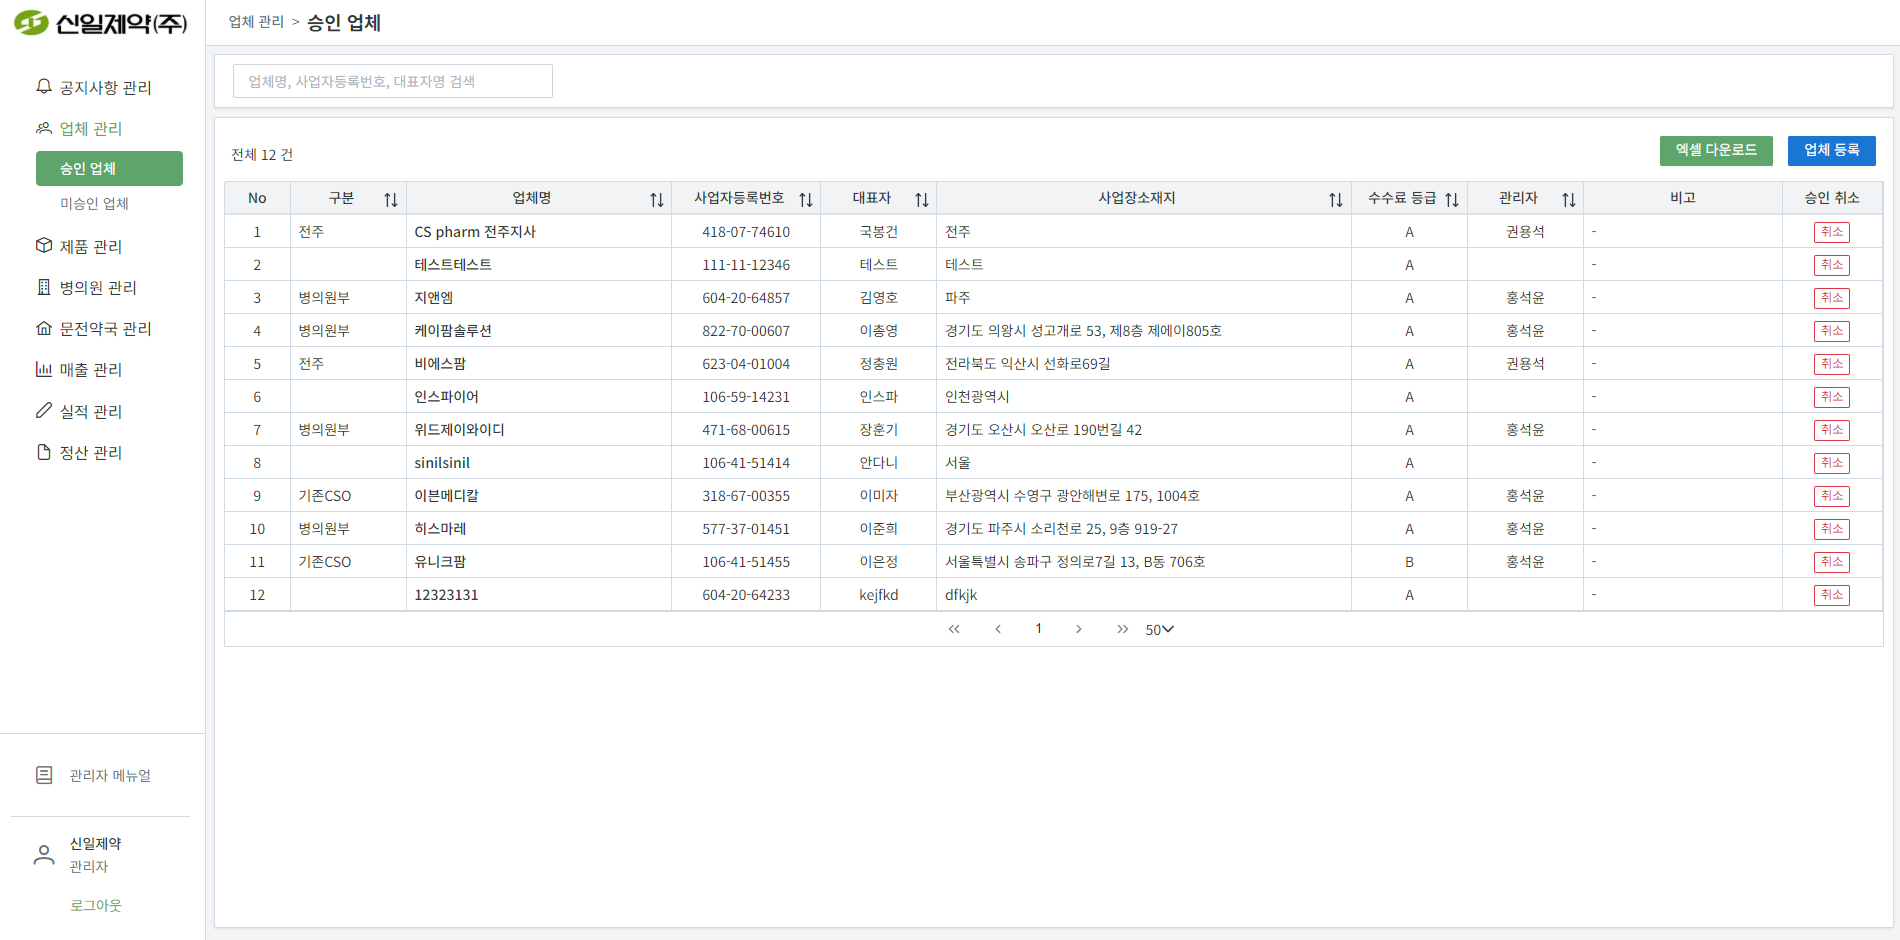 신일제약(주)
업체 관리 > 승인 업체
공지사항 관리
업체 관리
승인 업체
미승인 업체
제품 관리
병의원 관리
문전약국 관리
매출 관리
실적 관리
정산 관리
관리자 메뉴얼
신일제약
관리자
로그아웃
업체명, 사업자등록번호, 대표자명 검색
전체 12 건
엑셀 다운로드 업체 등록
No 구분 업체명 사업자등록번호 대표자 사업장소재지 수수료 등급 관리자 비고 승인 취소
1 전주 CS pharm 전주지사 418-07-74610 국봉건 전주 A 권용석 - 취소
2 테스트테스트 111-11-12346 테스트 테스트 A - 취소
3 병의원부 지앤엠 604-20-64857 김영호 파주 A 홍석윤 - 취소
4 병의원부 케이팜솔루션 822-70-00607 이총영 경기도 의왕시 성고개로 53, 제8층 제에이805호 A 홍석윤 - 취소
5 전주 비에스팜 623-04-01004 정충원 전라북도 익산시 선화로69길 A 권용석 - 취소
6 인스파이어 106-59-14231 인스파 인천광역시 A - 취소
7 병의원부 위드제이와이디 471-68-00615 장훈기 경기도 오산시 오산로 190번길 42 A 홍석윤 - 취소
8 sinilsinil 106-41-51414 안다니 서울 A - 취소
9 기존CSO 이븐메디칼 318-67-00355 이미자 부산광역시 수영구 광안해변로 175, 1004호 A 홍석윤 - 취소
10 병의원부 히스마레 577-37-01451 이준희 경기도 파주시 소리천로 25, 9층 919-27 A 홍석윤 - 취소
11 기존CSO 유니크팜 106-41-51455 이은정 서울특별시 송파구 정의로7길 13, B동 706호 B 홍석윤 - 취소
12 12323131 604-20-64233 kejfkd dfkjk A - 취소
« ‹ 1 › » 50